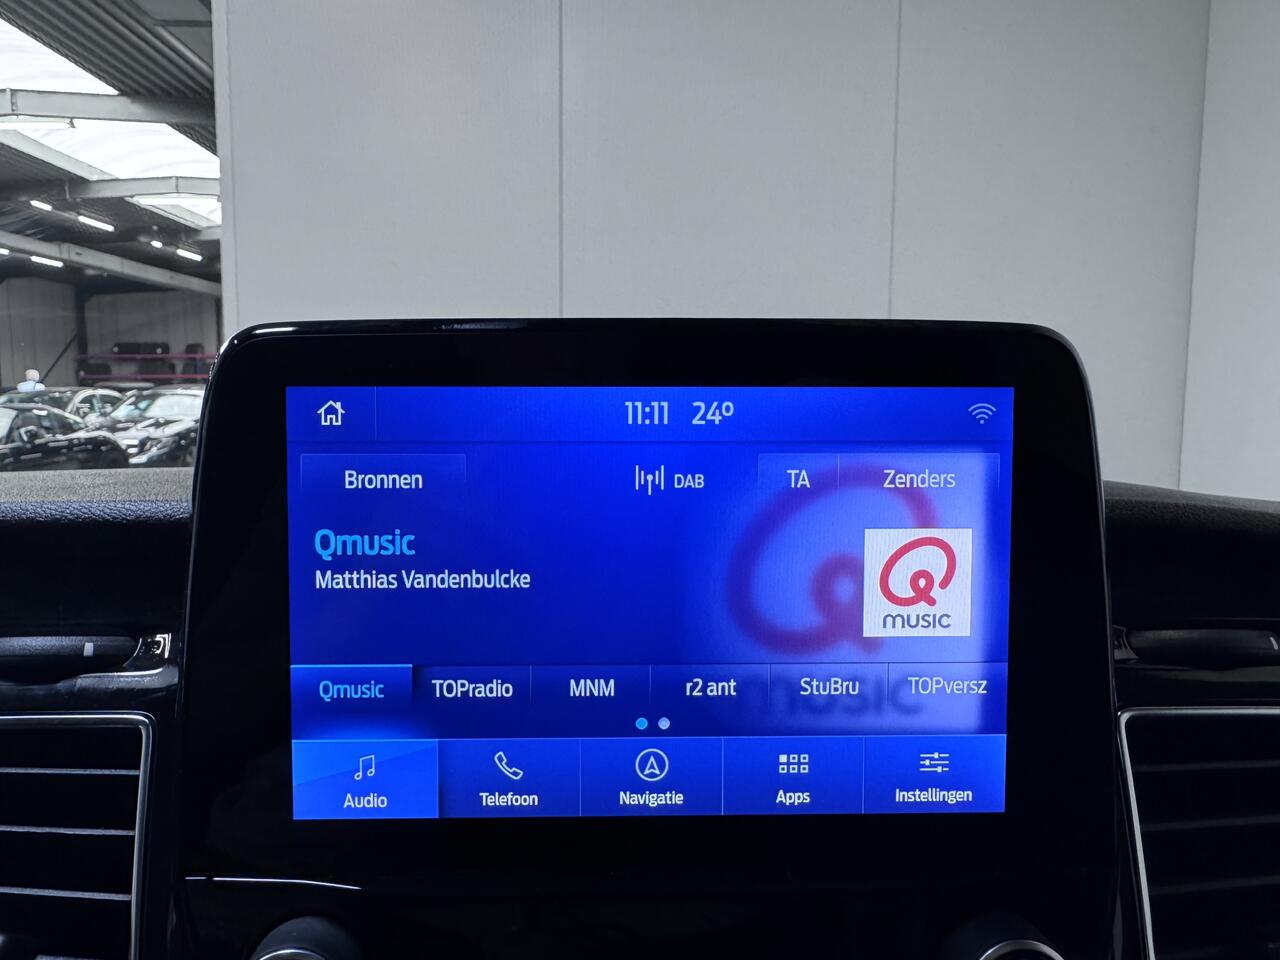 11:11 24º
Bronnen DAB TA Zenders
Qmusic
Matthias Vandenbulcke
Q
music
Qmusic TOPradio MNM r2 ant StuBru TOPversz
Audio Telefoon Navigatie Apps Instellingen